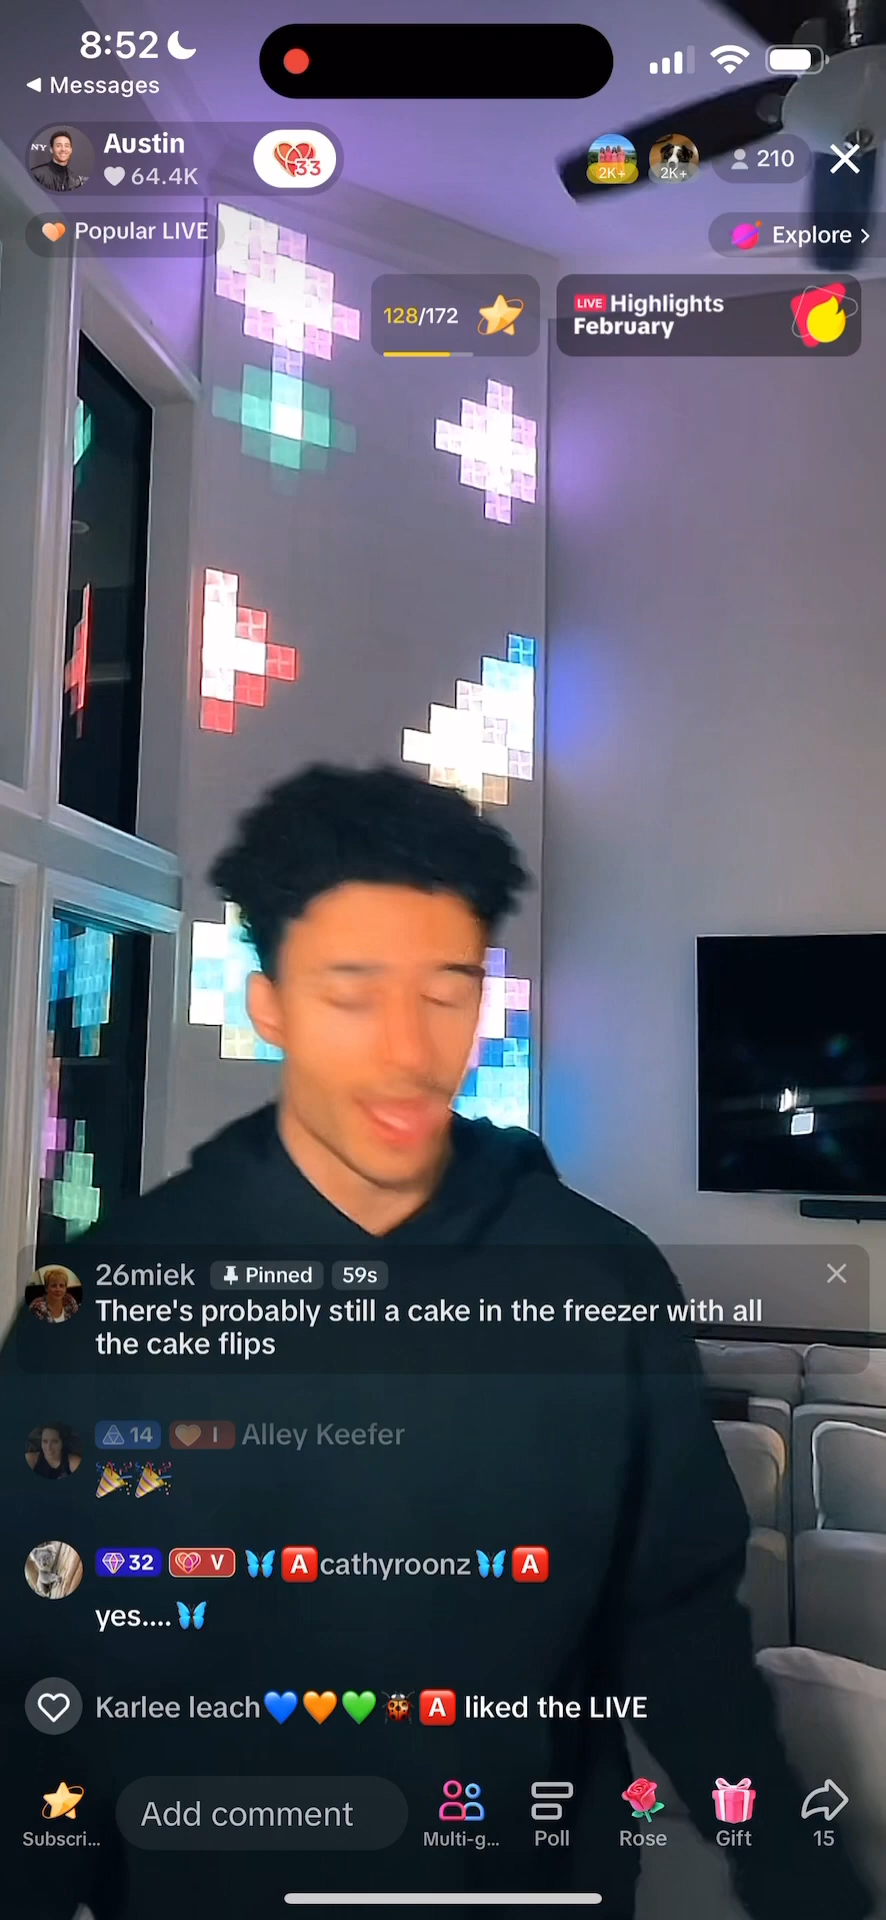 8:52
Messages
NY
Austin
64.4K
33
2K+
2K+
210
Popular LIVE
Explore
128/172
LIVE Highlights
February
26miek Pinned 59s
There's probably still a cake in the freezer with all
the cake flips
14 I Alley Keefer
🎉🎉
32 V 🦋🅰️cathyroonz🦋🅰️
yes....🦋
Karlee leach💙🧡💚🐞🅰️ liked the LIVE
Subscri...
Add comment
Multi-g...
Poll
Rose
Gift
15